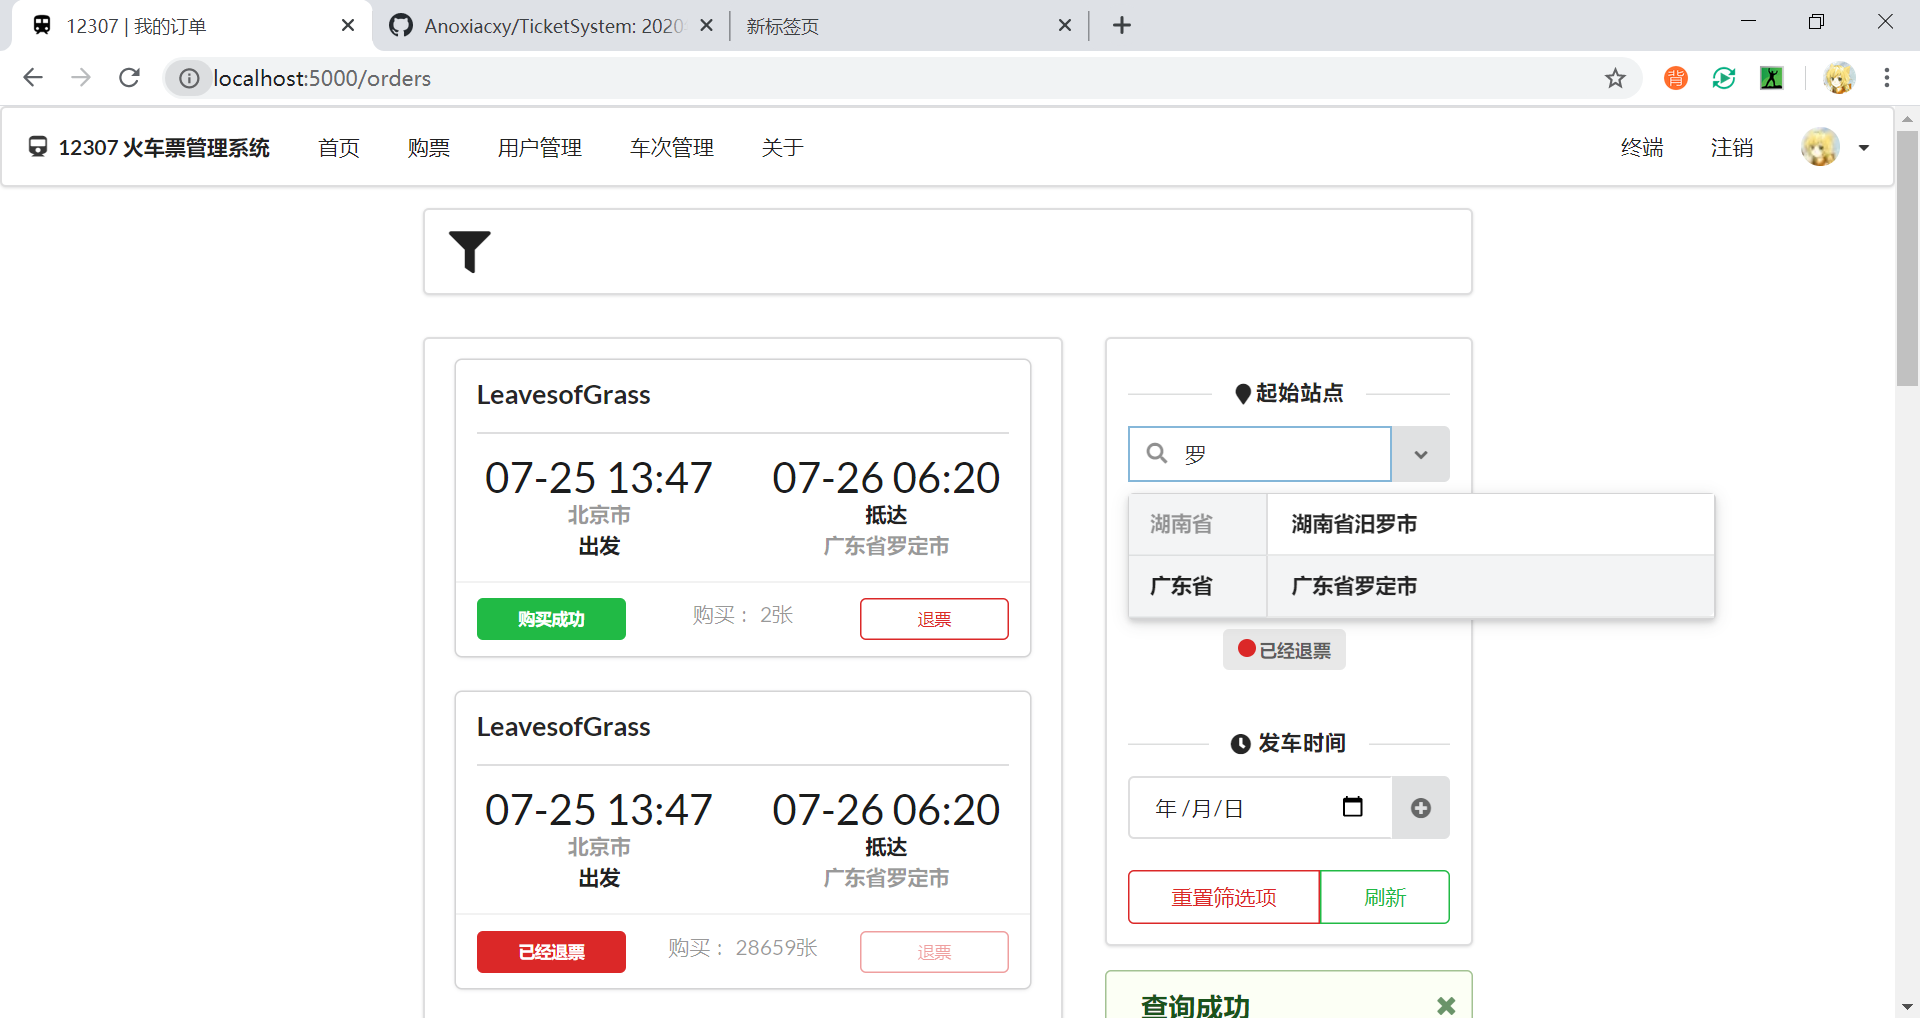 12307 | 我的订单
Anoxiacxy/TicketSystem: 2020
新标签页
localhost:5000/orders
背
12307 火车票管理系统
首页
购票
用户管理
车次管理
关于
终端
注销
LeavesofGrass
07-25 13:47
07-26 06:20
北京市
抵达
出发
广东省罗定市
购买成功
购买： 2张
退票
LeavesofGrass
07-25 13:47
07-26 06:20
北京市
抵达
出发
广东省罗定市
已经退票
购买： 28659张
退票
起始站点
罗
湖南省
湖南省汨罗市
广东省
广东省罗定市
已经退票
发车时间
年 /月/日
重置筛选项
刷新
查询成功